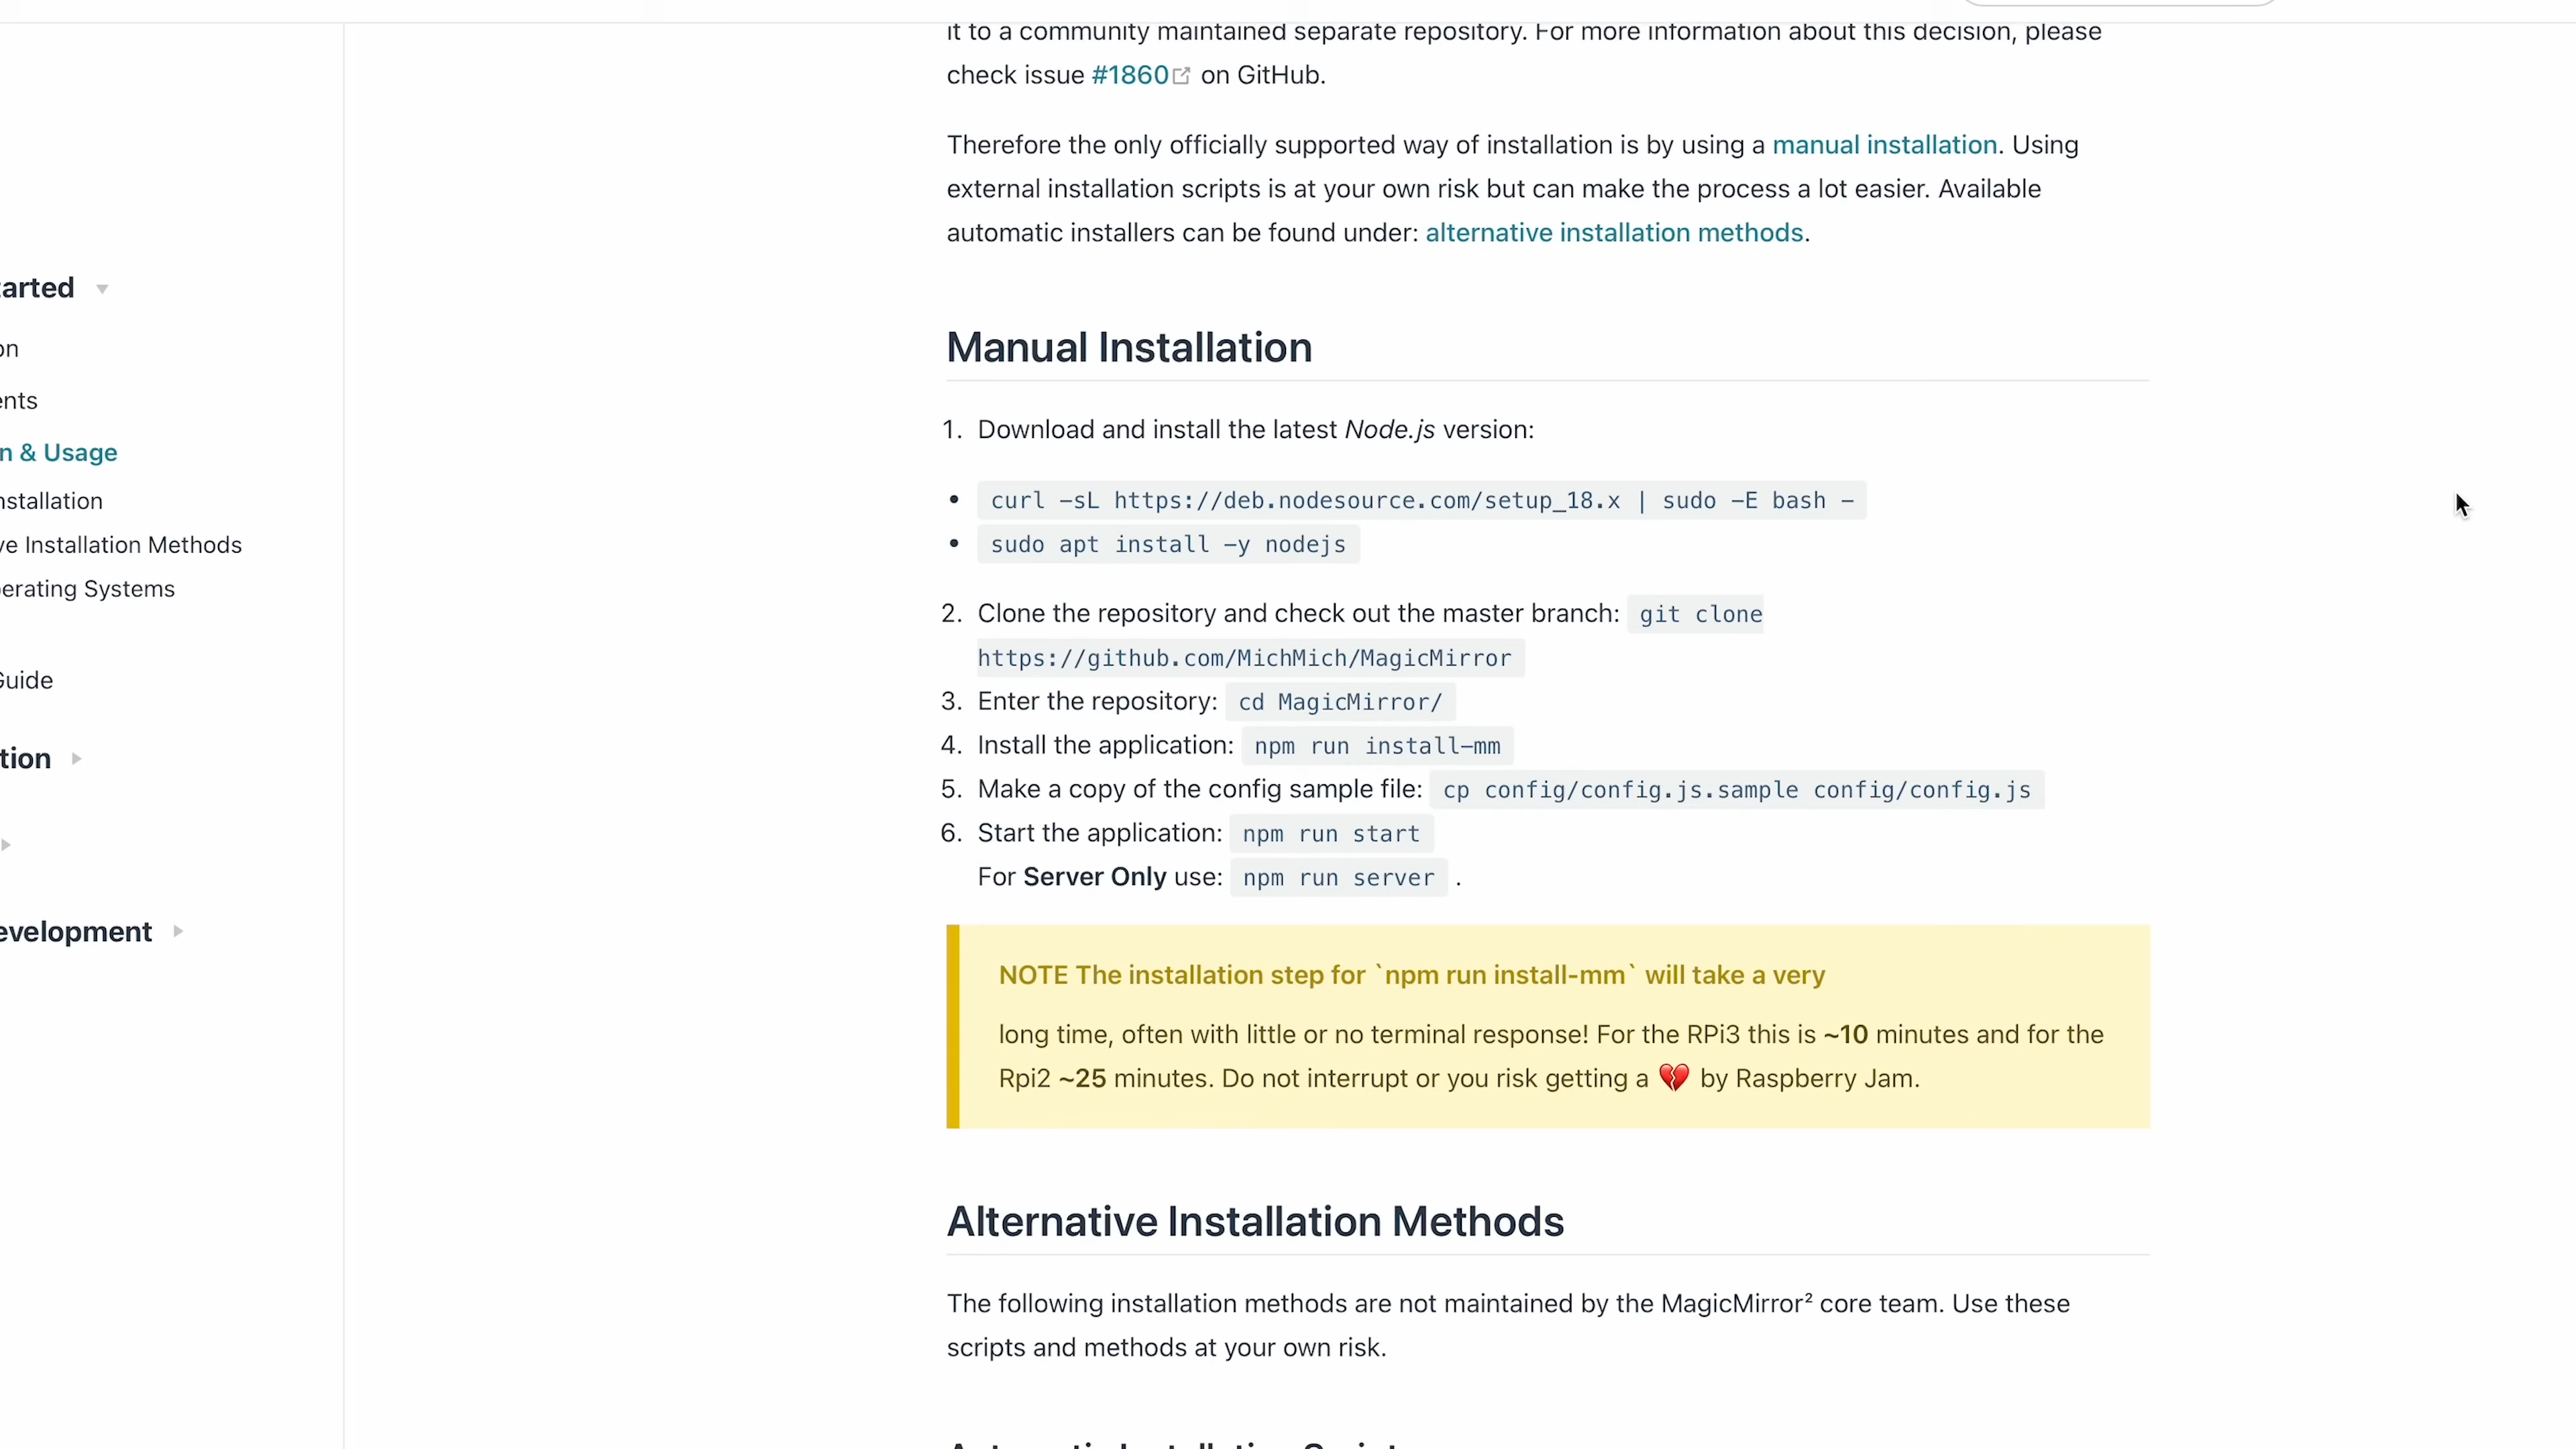 it to a community maintained separate repository. For more information about this decision, please
check issue #1860 on GitHub.
Therefore the only officially supported way of installation is by using a manual installation. Using
external installation scripts is at your own risk but can make the process a lot easier. Available
automatic installers can be found under: alternative installation methods.
arted
on
ents
n & Usage
nstallation
ve Installation Methods
perating Systems
Guide
tion
evelopment
Manual Installation
1. Download and install the latest Node.js version:
• curl -sL https://deb.nodesource.com/setup_18.x | sudo -E bash -
• sudo apt install -y nodejs
2. Clone the repository and check out the master branch: git clone
https://github.com/MichMich/MagicMirror
3. Enter the repository: cd MagicMirror/
4. Install the application: npm run install-mm
5. Make a copy of the config sample file: cp config/config.js.sample config/config.js
6. Start the application: npm run start
For Server Only use: npm run server .
NOTE The installation step for `npm run install-mm` will take a very
long time, often with little or no terminal response! For the RPi3 this is ~10 minutes and for the
Rpi2 ~25 minutes. Do not interrupt or you risk getting a 💔 by Raspberry Jam.
Alternative Installation Methods
The following installation methods are not maintained by the MagicMirror² core team. Use these
scripts and methods at your own risk.